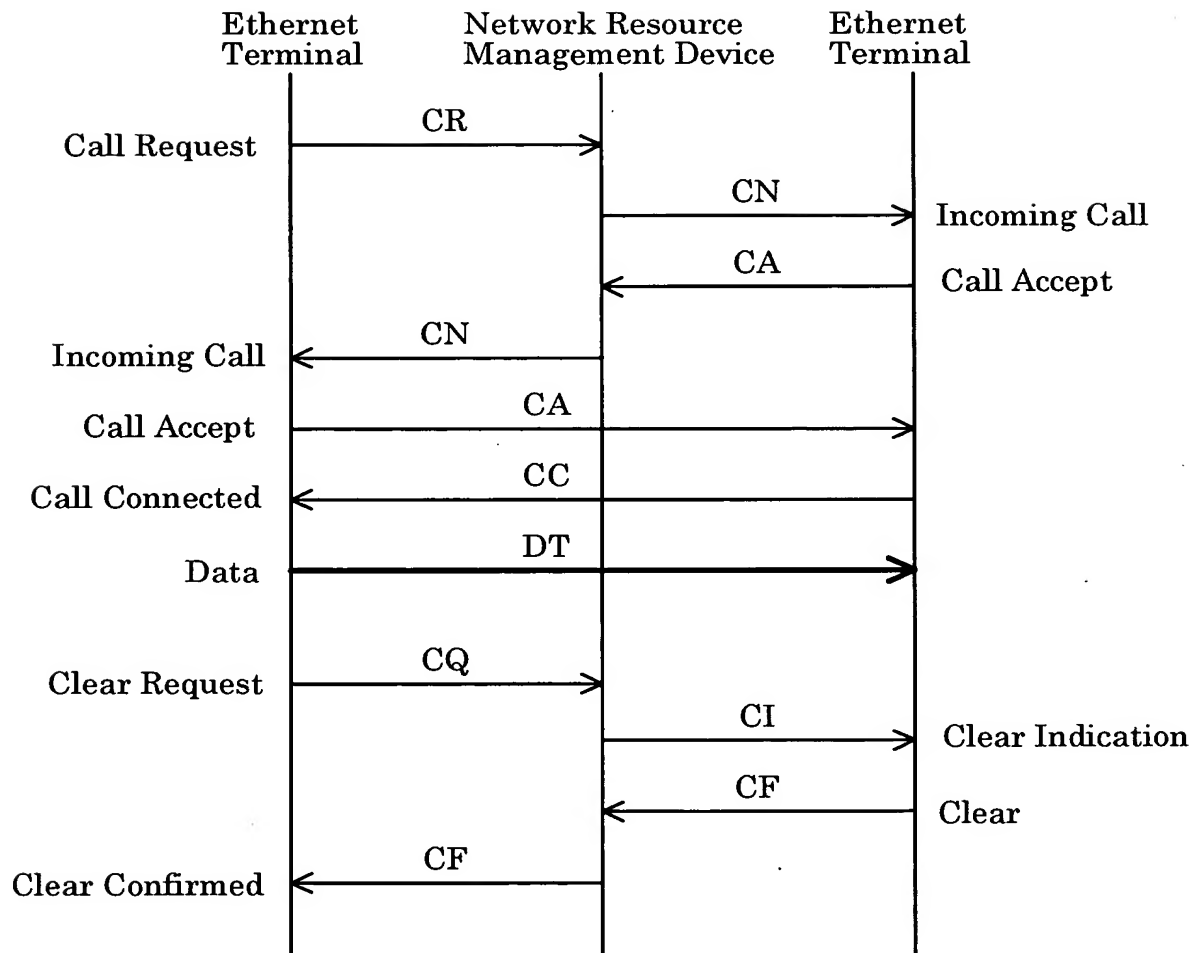 Ethernet
Terminal
Network Resource
Management Device
Ethernet
Terminal
CR
Call Request
CN
Incoming Call
CA
Call Accept
CN
Incoming Call
CA
Call Accept
CC
Call Connected
DT
Data
CQ
Clear Request
CI
Clear Indication
CF
Clear
CF
Clear Confirmed